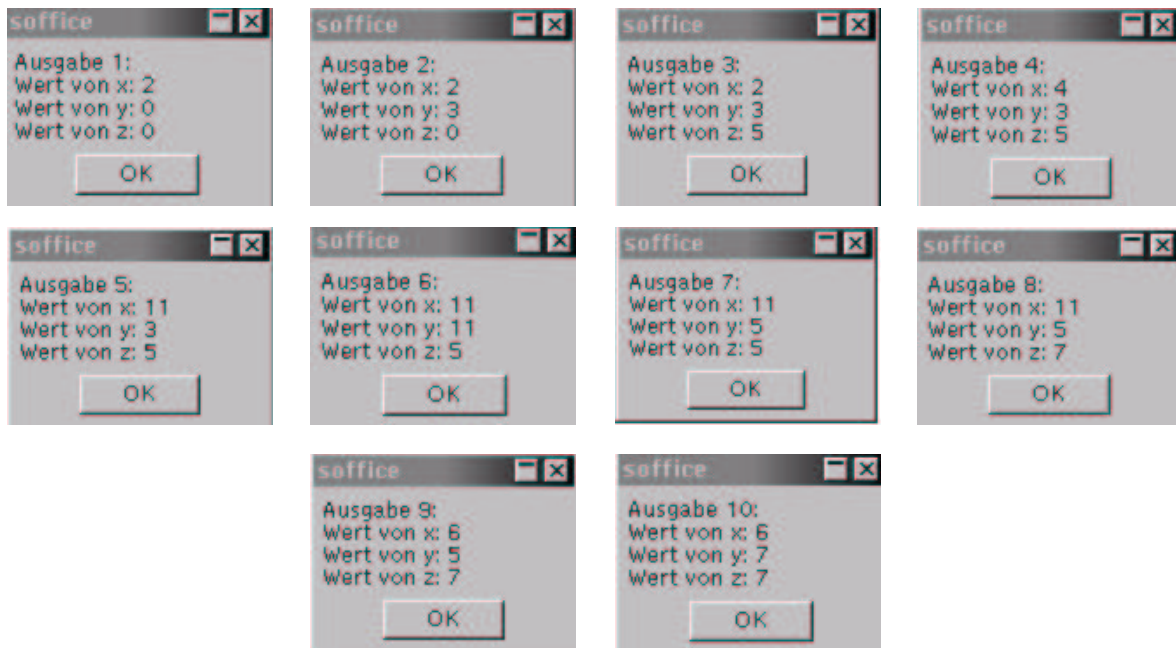 soffice
Ausgabe 1:
Wert von x: 2
Wert von y: 0
Wert von z: 0
OK
soffice
Ausgabe 2:
Wert von x: 2
Wert von y: 3
Wert von z: 0
OK
soffice
Ausgabe 3:
Wert von x: 2
Wert von y: 3
Wert von z: 5
OK
soffice
Ausgabe 4:
Wert von x: 4
Wert von y: 3
Wert von z: 5
OK
soffice
Ausgabe 5:
Wert von x: 11
Wert von y: 3
Wert von z: 5
OK
soffice
Ausgabe 6:
Wert von x: 11
Wert von y: 11
Wert von z: 5
OK
soffice
Ausgabe 7:
Wert von x: 11
Wert von y: 5
Wert von z: 5
OK
soffice
Ausgabe 8:
Wert von x: 11
Wert von y: 5
Wert von z: 7
OK
soffice
Ausgabe 9:
Wert von x: 6
Wert von y: 5
Wert von z: 7
OK
soffice
Ausgabe 10:
Wert von x: 6
Wert von y: 7
Wert von z: 7
OK